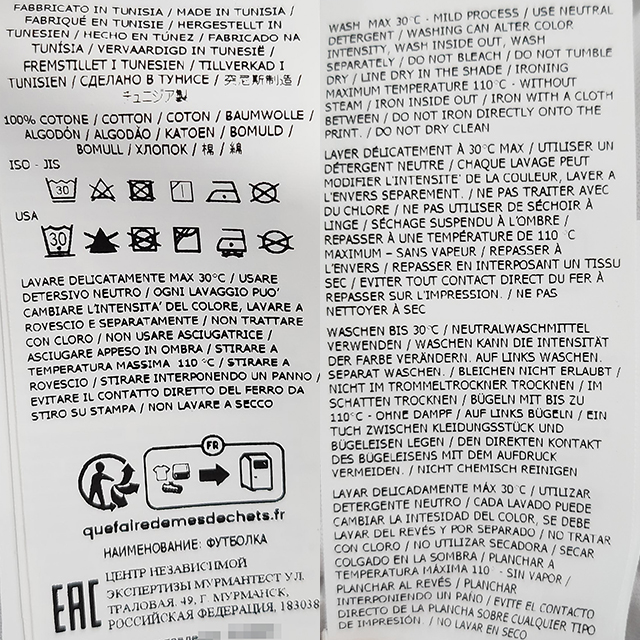 FABBRICATO IN TUNISIA / MADE IN TUNISIA /
FABRIQUÉ EN TUNISIE / HERGESTELLT IN
TUNESIEN / HECHO EN TÚNEZ / FABRICADO NA
TUNÍSIA / VERVAARDIGD IN TUNESIË /
FREMSTILLET I TUNESIEN / TILLVERKAD I
TUNISIEN / СДЕЛАНО В ТУНИСЕ / 突尼斯制造 /
チュニジア製
100% COTONE / COTTON / COTON / BAUMWOLLE /
ALGODÓN / ALGODÃO / KATOEN / BOMULD /
BOMULL / ХЛОПОК / 棉 / 綿
ISO - JIS
30
USA
30
LAVARE DELICATAMENTE MAX 30°C / USARE
DETERSIVO NEUTRO / OGNI LAVAGGIO PUO'
CAMBIARE L'INTENSITA' DEL COLORE, LAVARE A
ROVESCIO E SEPARATAMENTE / NON TRATTARE
CON CLORO / NON USARE ASCIUGATRICE /
ASCIUGARE APPESO IN OMBRA / STIRARE A
TEMPERATURA MASSIMA 110 °C / STIRARE A
ROVESCIO / STIRARE INTERPONENDO UN PANNO /
EVITARE IL CONTATTO DIRETTO DEL FERRO DA
STIRO SU STAMPA / NON LAVARE A SECCO
FR
quefairedemesdechets.fr
НАИМЕНОВАНИЕ: ФУТБОЛКА
EAC
ЦЕНТР НЕЗАВИСИМОЙ
ЭКСПЕРТИЗЫ МУРМАНТЕСТ УЛ.
ТРАЛОВАЯ. 49, Г. МУРМАНСК,
РОССИЙСКАЯ ФЕДЕРАЦИЯ, 183038
WASH MAX 30°C - MILD PROCESS / USE NEUTRAL
DETERGENT / WASHING CAN ALTER COLOR
INTENSITY, WASH INSIDE OUT, WASH
SEPARATELY / DO NOT BLEACH / DO NOT TUMBLE
DRY / LINE DRY IN THE SHADE / IRONING
MAXIMUM TEMPERATURE 110°C - WITHOUT
STEAM / IRON INSIDE OUT / IRON WITH A CLOTH
BETWEEN / DO NOT IRON DIRECTLY ONTO THE
PRINT. / DO NOT DRY CLEAN
LAVER DÉLICATEMENT À 30°C MAX / UTILISER UN
DÉTERGENT NEUTRE / CHAQUE LAVAGE PEUT
MODIFIER L'INTENSITE' DE LA COULEUR, LAVER A
L'ENVERS SEPAREMENT. / NE PAS TRAITER AVEC
DU CHLORE / NE PAS UTILISER DE SÉCHOIR À
LINGE / SÉCHAGE SUSPENDU À L'OMBRE /
REPASSER À UNE TEMPÉRATURE DE 110 °C
MAXIMUM – SANS VAPEUR / REPASSER À
L'ENVERS / REPASSER EN INTERPOSANT UN TISSU
SEC / EVITER TOUT CONTACT DIRECT DU FER À
REPASSER SUR L'IMPRESSION. / NE PAS
NETTOYER À SEC
WASCHEN BIS 30°C / NEUTRALWASCHMITTEL
VERWENDEN / WASCHEN KANN DIE INTENSITÄT
DER FARBE VERÄNDERN. AUF LINKS WASCHEN.
SEPARAT WASCHEN. / BLEICHEN NICHT ERLAUBT /
NICHT IM TROMMELTROCKNER TROCKNEN / IM
SCHATTEN TROCKNEN / BÜGELN MIT BIS ZU
110°C - OHNE DAMPF / AUF LINKS BÜGELN / EIN
TUCH ZWISCHEN KLEIDUNGSSTÜCK UND
BÜGELEISEN LEGEN / DEN DIREKTEN KONTAKT
DES BÜGELEISENS MIT DEM AUFDRUCK
VERMEIDEN. / NICHT CHEMISCH REINIGEN
LAVAR DELICADAMENTE MÁX 30°C / UTILIZAR
DETERGENTE NEUTRO / CADA LAVADO PUEDE
CAMBIAR LA INTESIDAD DEL COLOR, SE DEBE
LAVAR DEL REVÉS Y POR SEPARADO / NO TRATAR
CON CLORO / NO UTILIZAR SECADORA / SECAR
COLGADO EN LA SOMBRA / PLANCHAR A
TEMPERATURA MÁXIMA 110 - SIN VAPOR /
PLANCHAR AL REVÉS / PLANCHAR
INTERPONIENDO UN PAÑO / EVITE EL CONTACTO
DIRECTO DE LA PLANCHA SOBRE CUALQUIER TIPO
DE IMPRESIÓN. / NO LAVAR EN SECO